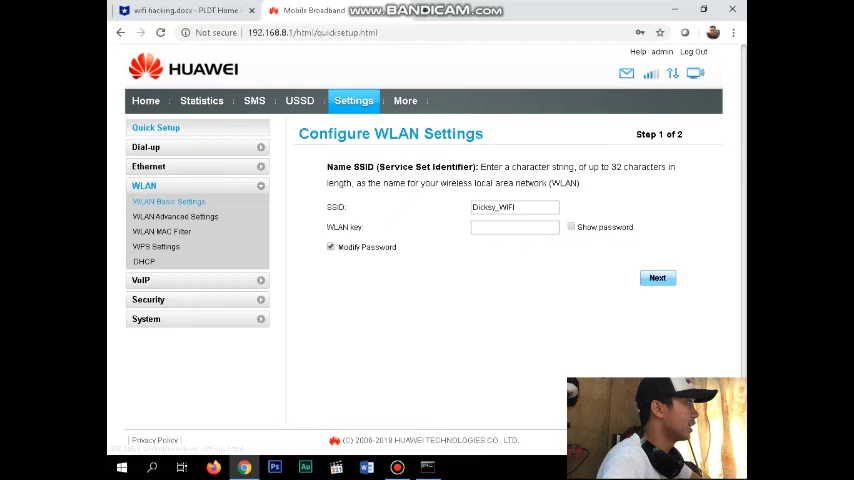 wifi hacking.docx - PLDT Home
Mobile Broadband
WWW.BANDICAM.COM
Not secure
192.168.8.1/html/quicksetup.html
Help admin Log Out
HUAWEI
Home Statistics SMS USSD Settings More
Quick Setup
Dial-up
Ethernet
WLAN
WLAN Basic Settings
WLAN Advanced Settings
WLAN MAC Filter
WPS Settings
DHCP
VoIP
Security
System
Configure WLAN Settings
Step 1 of 2
Name SSID (Service Set Identifier): Enter a character string, of up to 32 characters in
length, as the name for your wireless local area network (WLAN).
SSID:
Dicksy_WIFI
WLAN key:
Show password
Modify Password
Next
Privacy Policy
(C) 2006-2018 HUAWEI TECHNOLOGIES CO., LTD.
Ps
Au